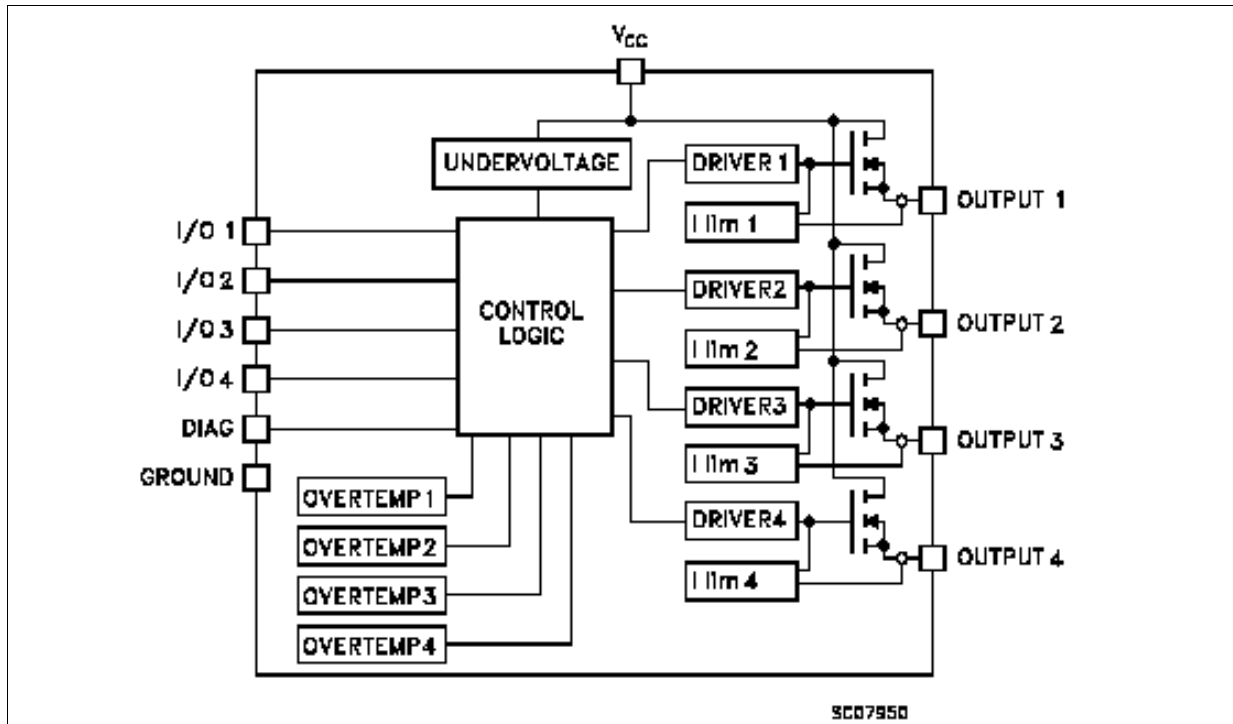 VCC
UNDERVOLTAGE
DRIVER 1
OUTPUT 1
I lim 1
I/O 1
I/O 2
DRIVER2
CONTROL
LOGIC
OUTPUT 2
I/O 3
I lim 2
I/O 4
DRIVER3
DIAG
OUTPUT 3
I lim 3
GROUND
OVERTEMP 1
DRIVER4
OVERTEMP2
OUTPUT 4
I lim 4
OVERTEMP3
OVERTEMP4
SC07950